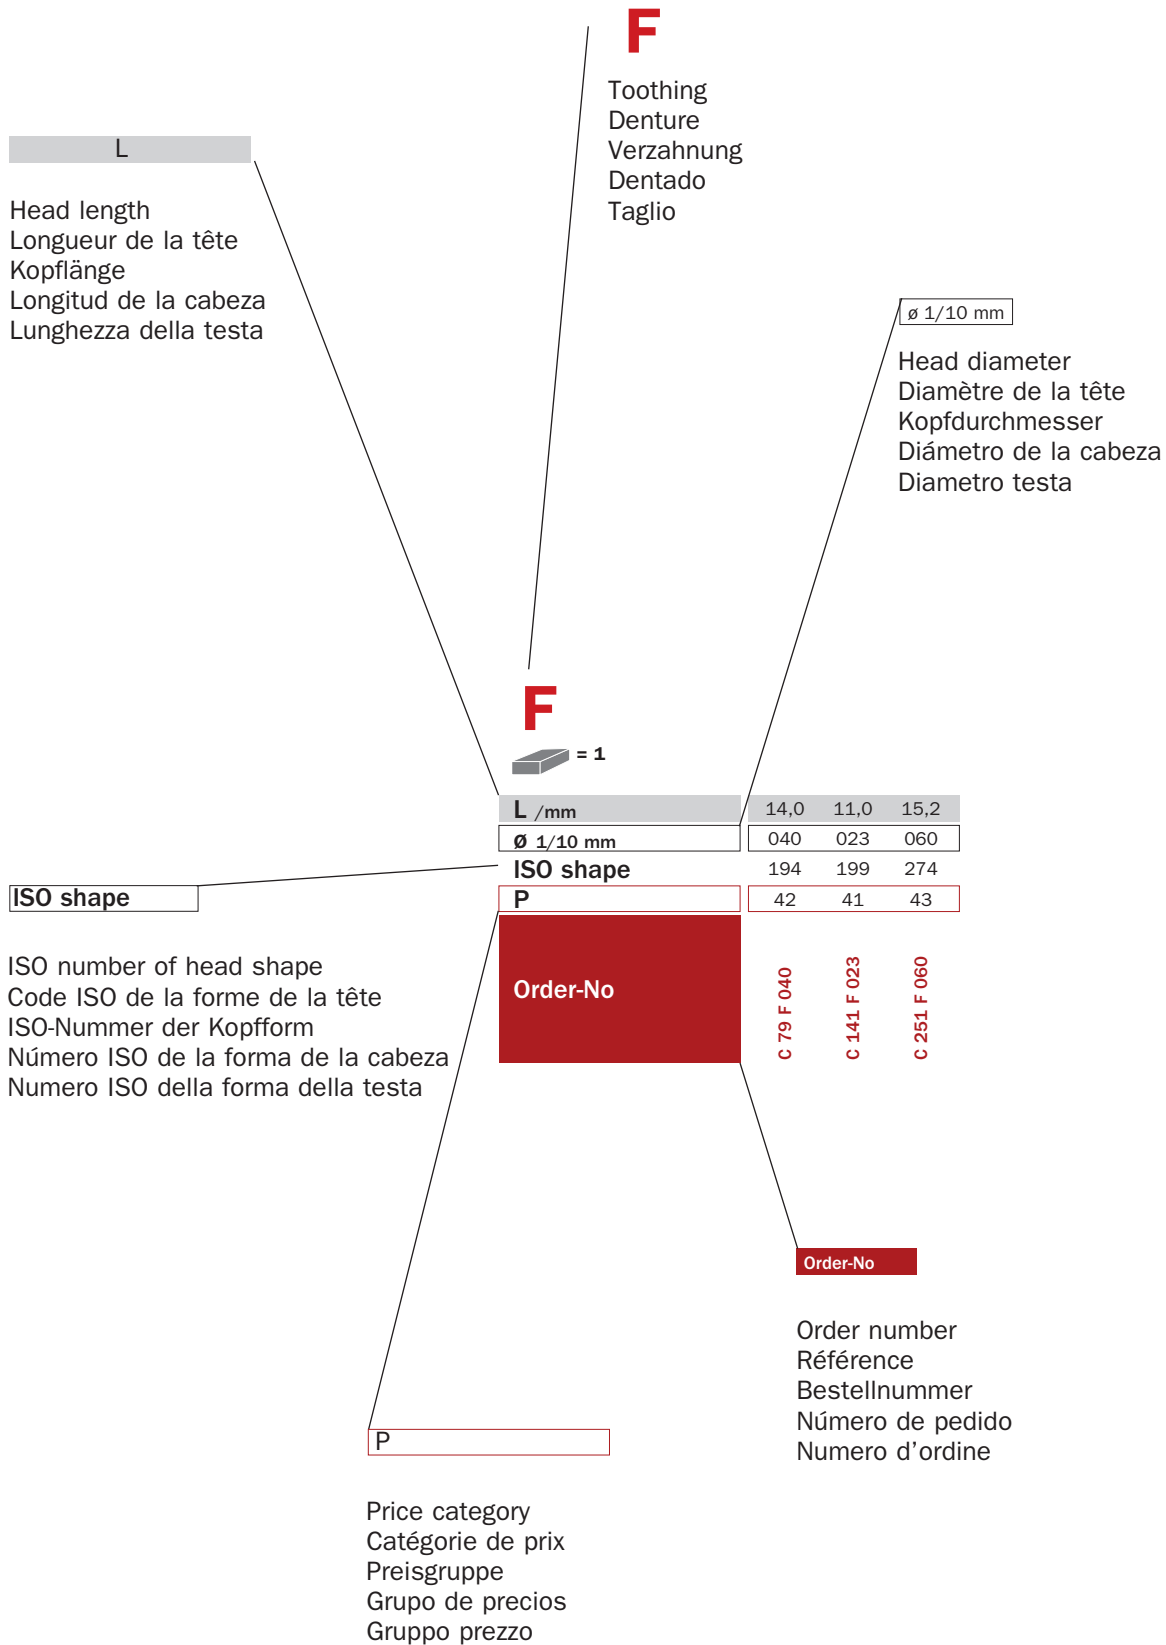 F
Toothing
Denture
Verzahnung
Dentado
Taglio
L
Head length
Longueur de la tête
Kopflänge
Longitud de la cabeza
Lunghezza della testa
ø 1/10 mm
Head diameter
Diamètre de la tête
Kopfdurchmesser
Diámetro de la cabeza
Diametro testa
F
= 1
L /mm 14,0 11,0 15,2
Ø 1/10 mm 040 023 060
ISO shape 194 199 274
P 42 41 43
Order-No
C 79 F 040
C 141 F 023
C 251 F 060
ISO shape
ISO number of head shape
Code ISO de la forme de la tête
ISO-Nummer der Kopfform
Número ISO de la forma de la cabeza
Numero ISO della forma della testa
Order-No
Order number
Référence
Bestellnummer
Número de pedido
Numero d’ordine
P
Price category
Catégorie de prix
Preisgruppe
Grupo de precios
Gruppo prezzo